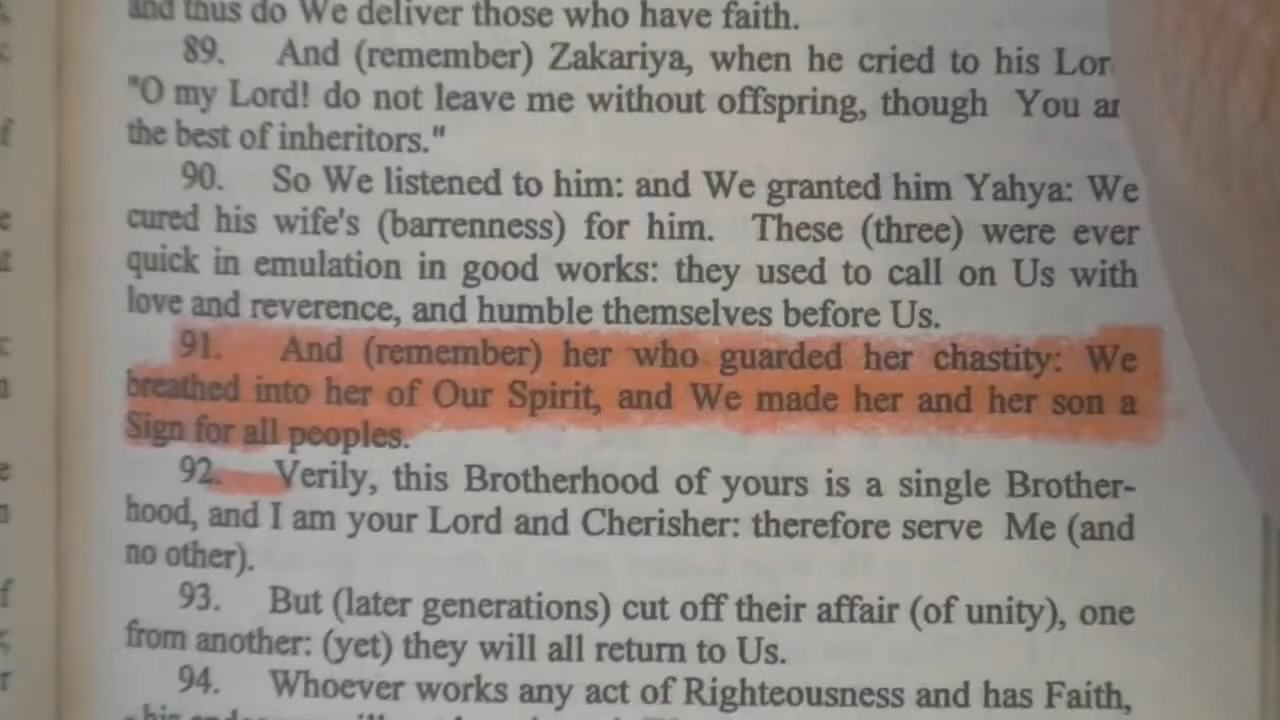 and thus do We deliver those who have faith.
89. And (remember) Zakariya, when he cried to his Lor
"O my Lord! do not leave me without offspring, though You ar
the best of inheritors."
90. So We listened to him: and We granted him Yahya: We
cured his wife's (barrenness) for him. These (three) were ever
quick in emulation in good works: they used to call on Us with
love and reverence, and humble themselves before Us.
91. And (remember) her who guarded her chastity: We
breathed into her of Our Spirit, and We made her and her son a
Sign for all peoples.
92. Verily, this Brotherhood of yours is a single Brother-
hood, and I am your Lord and Cherisher: therefore serve Me (and
no other).
93. But (later generations) cut off their affair (of unity), one
from another: (yet) they will all return to Us.
94. Whoever works any act of Righteousness and has Faith,